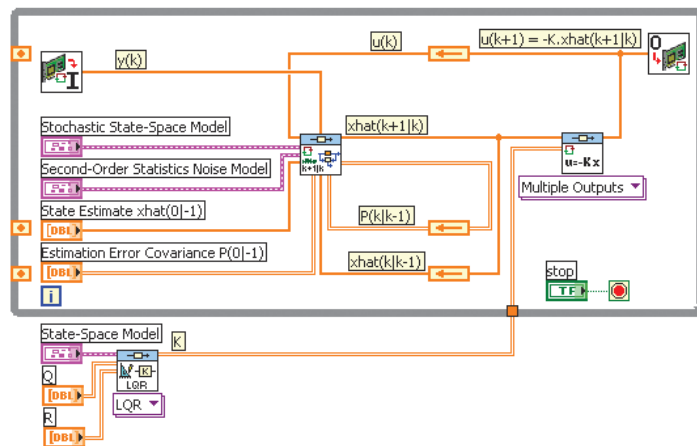 u(k)
u(k+1) = -K.xhat(k+1|k)
O
y(k)
I
Stochastic State-Space Model
xhat(k+1|k)
k+1|k
u=-Kx
Second-Order Statistics Noise Model
Multiple Outputs
State Estimate xhat(0|-1)
[DBL]
P(k|k-1)
Estimation Error Covariance P(0|-1)
[DBL]
xhat(k|k-1)
stop
TF
i
State-Space Model
K
K
LQR
Q
[DBL]
LQR
R
[DBL]